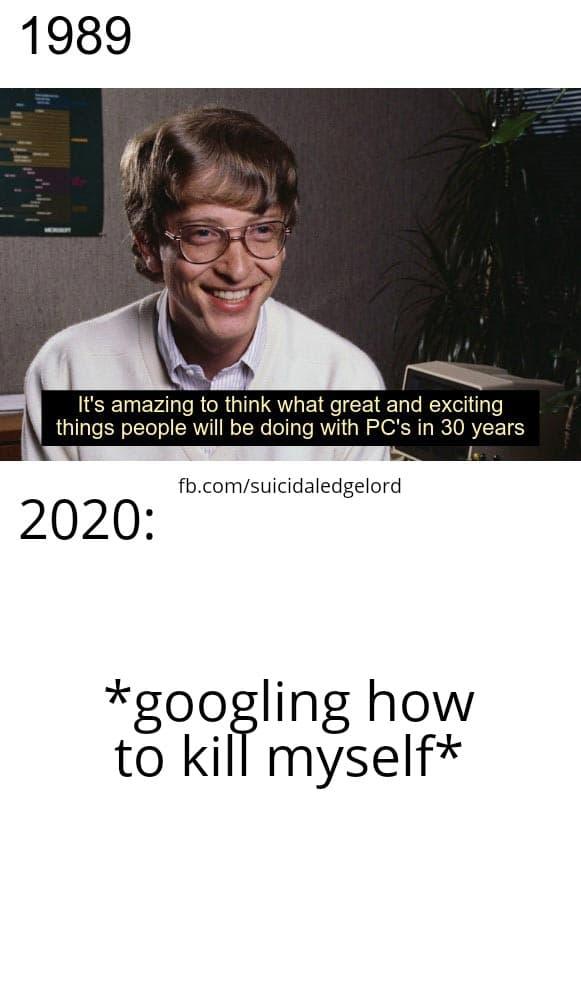 1989
MICROSOFT
It's amazing to think what great and exciting
things people will be doing with PC's in 30 years
fb.com/suicidaledgelord
2020:
*googling how
to kill myself*